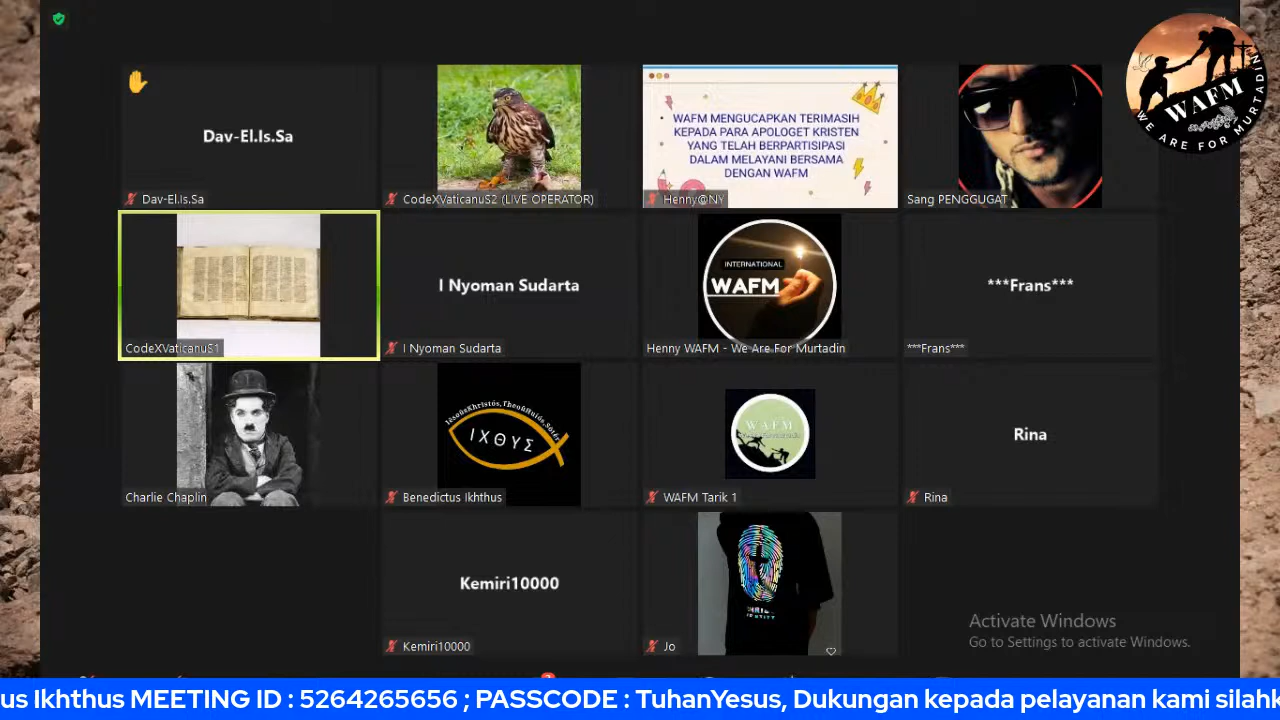 Dav-El.Is.Sa
Dav-El.Is.Sa
CodeXVaticanuS2 (LIVE OPERATOR)
WAFM MENGUCAPKAN TERIMASIH
KEPADA PARA APOLOGET KRISTEN
YANG TELAH BERPARTISIPASI
DALAM MELAYANI BERSAMA
DENGAN WAFM
Henny@NY
Sang PENGGUGAT
WAFM
WE ARE FOR MURTADIN
CodeXVaticanuS1
I Nyoman Sudarta
I Nyoman Sudarta
INTERNATIONAL
WAFM
Henny WAFM - We Are For Murtadin
***Frans***
***Frans***
Charlie Chaplin
IēsoûsKhristós,TheoûHuiós,Sōtér
ΙΧΘΥΣ
Benedictus Ikhthus
WAFM
WAFM Tarik 1
Rina
Rina
Kemiri10000
Kemiri10000
IDENTITY
Jo
Activate Windows
Go to Settings to activate Windows.
us Ikhthus MEETING ID : 5264265656 ; PASSCODE : TuhanYesus, Dukungan kepada pelayanan kami silahk